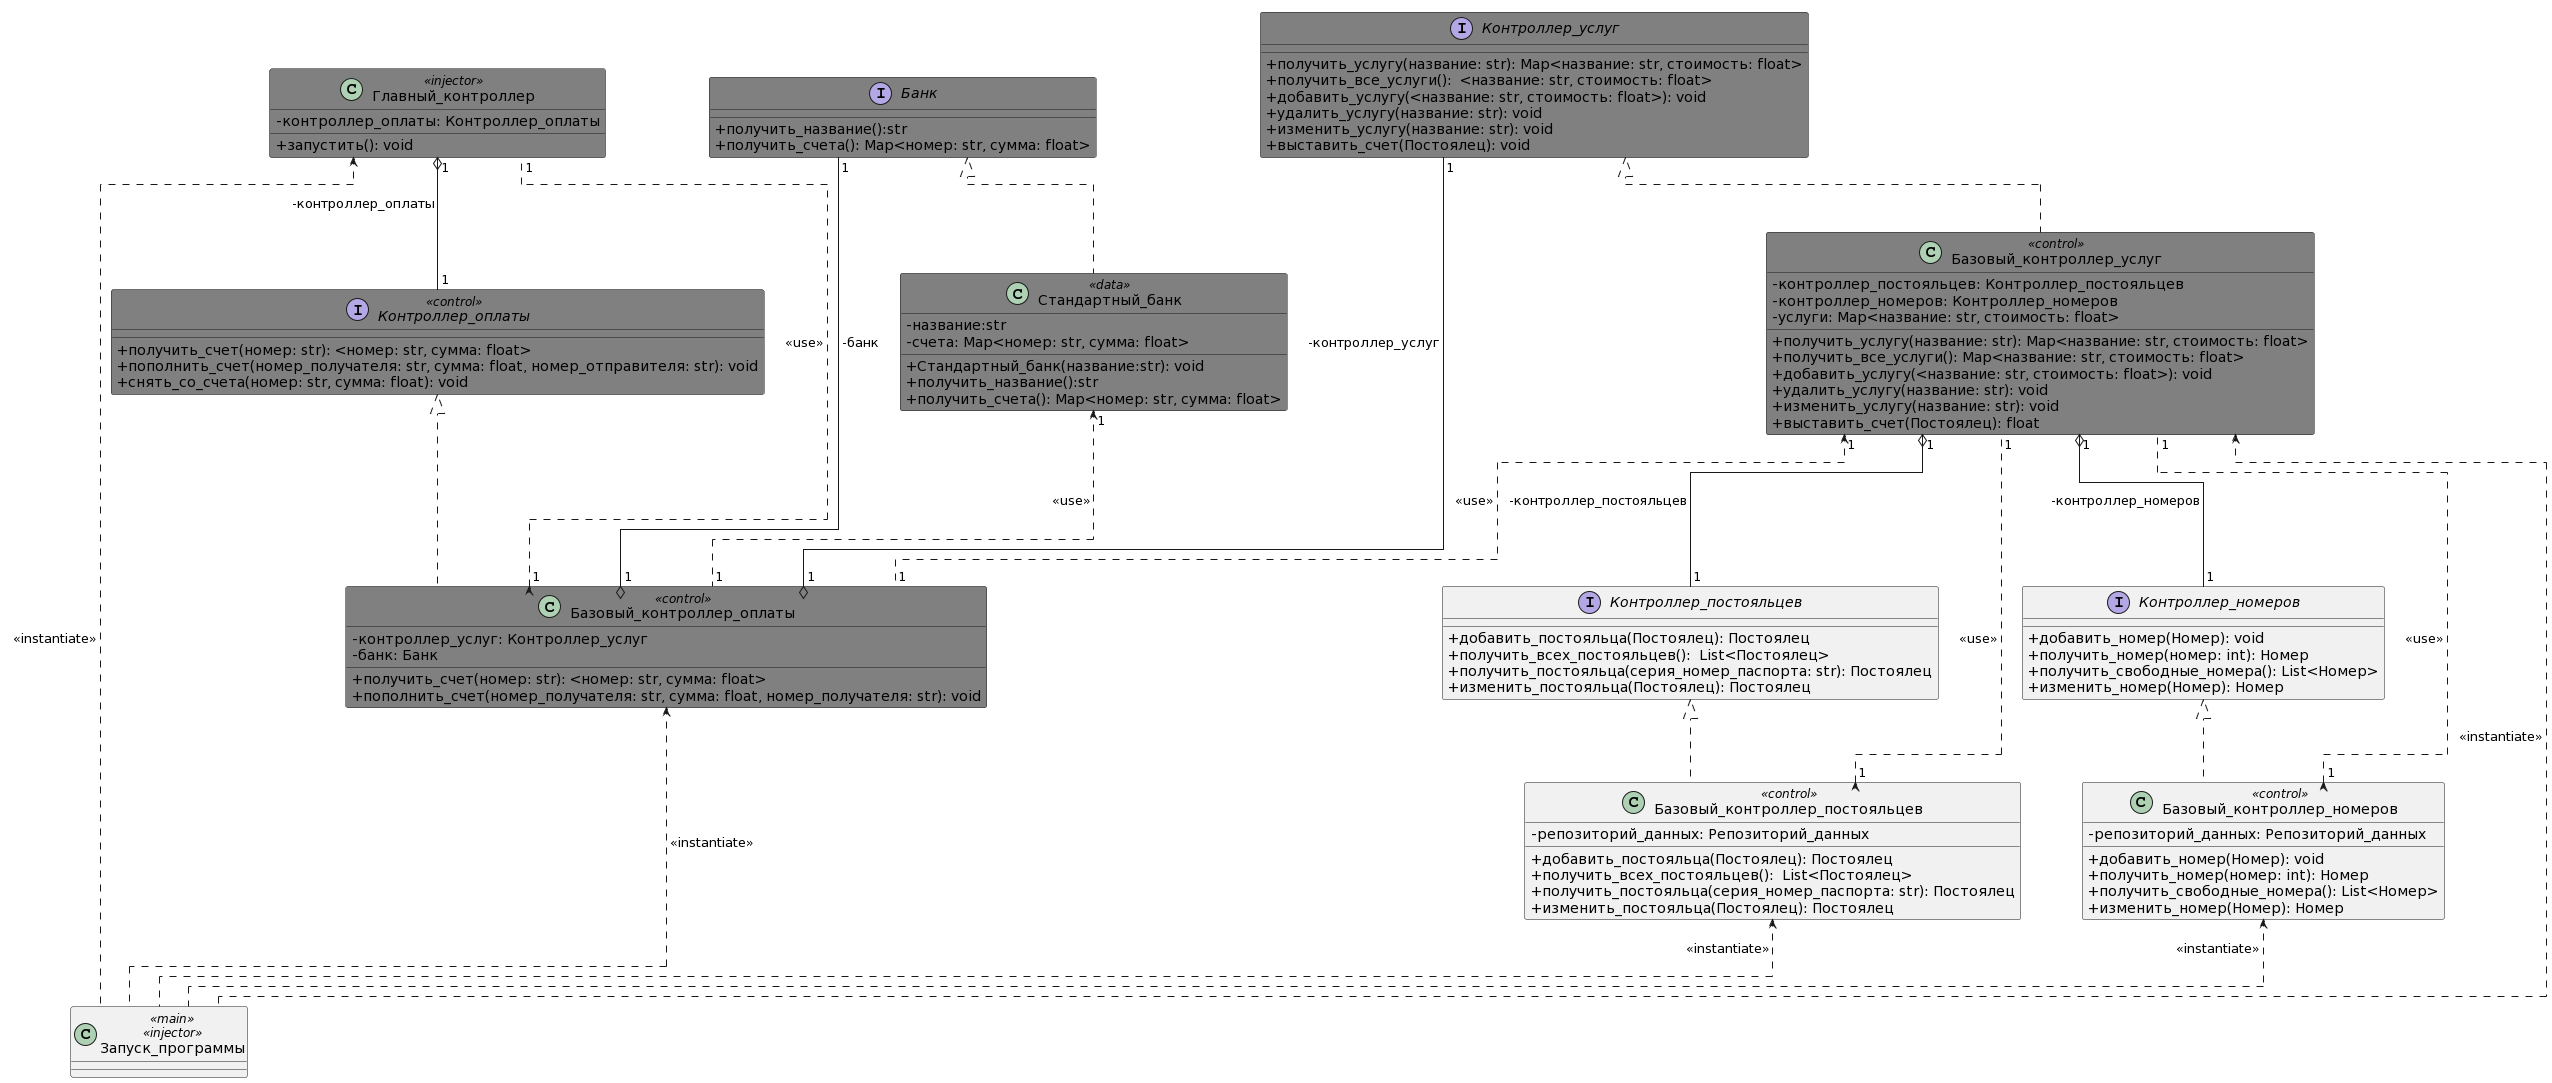 I Контроллер_услуг
+получить_услугу(название: str): Map<название: str, стоимость: float>
+получить_все_услуги():  <название: str, стоимость: float>
+добавить_услугу(<название: str, стоимость: float>): void
+удалить_услугу(название: str): void
+изменить_услугу(название: str): void
+выставить_счет(Постоялец): void
«injector»
C Главный_контроллер
-контроллер_оплаты: Контроллер_оплаты
+запустить(): void
I Банк
+получить_название():str
+получить_счета(): Map<номер: str, сумма: float>
1
1
1
1
-контроллер_оплаты
1
«control»
I Контроллер_оплаты
+получить_счет(номер: str): <номер: str, сумма: float>
+пополнить_счет(номер_получателя: str, сумма: float, номер_отправителя: str): void
+снять_со_счета(номер: str, сумма: float): void
«use»
-банк
«data»
C Стандартный_банк
-название:str
-счета: Map<номер: str, сумма: float>
+Стандартный_банк(название:str): void
+получить_название():str
+получить_счета(): Map<номер: str, сумма: float>
1
-контроллер_услуг
«control»
C Базовый_контроллер_услуг
-контроллер_постояльцев: Контроллер_постояльцев
-контроллер_номеров: Контроллер_номеров
-услуги: Map<название: str, стоимость: float>
+получить_услугу(название: str): Map<название: str, стоимость: float>
+получить_все_услуги(): Map<название: str, стоимость: float>
+добавить_услугу(<название: str, стоимость: float>): void
+удалить_услугу(название: str): void
+изменить_услугу(название: str): void
+выставить_счет(Постоялец): float
1
1
1
1
1
«use»
«use»
-контроллер_постояльцев
-контроллер_номеров
1
1
1
1
1
1
1
«control»
C Базовый_контроллер_оплаты
-контроллер_услуг: Контроллер_услуг
-банк: Банк
+получить_счет(номер: str): <номер: str, сумма: float>
+пополнить_счет(номер_получателя: str, сумма: float, номер_получателя: str): void
I Контроллер_постояльцев
+добавить_постояльца(Постоялец): Постоялец
+получить_всех_постояльцев():  List<Постоялец>
+получить_постояльца(серия_номер_паспорта: str): Постоялец
+изменить_постояльца(Постоялец): Постоялец
«use»
I Контроллер_номеров
+добавить_номер(Номер): void
+получить_номер(номер: int): Номер
+получить_свободные_номера(): List<Номер>
+изменить_номер(Номер): Номер
«use»
«instantiate»
«instantiate»
1
1
«control»
C Базовый_контроллер_постояльцев
-репозиторий_данных: Репозиторий_данных
+добавить_постояльца(Постоялец): Постоялец
+получить_всех_постояльцев():  List<Постоялец>
+получить_постояльца(серия_номер_паспорта: str): Постоялец
+изменить_постояльца(Постоялец): Постоялец
«control»
C Базовый_контроллер_номеров
-репозиторий_данных: Репозиторий_данных
+добавить_номер(Номер): void
+получить_номер(номер: int): Номер
+получить_свободные_номера(): List<Номер>
+изменить_номер(Номер): Номер
«instantiate»
«instantiate»
«instantiate»
«main»
«injector»
C Запуск_программы